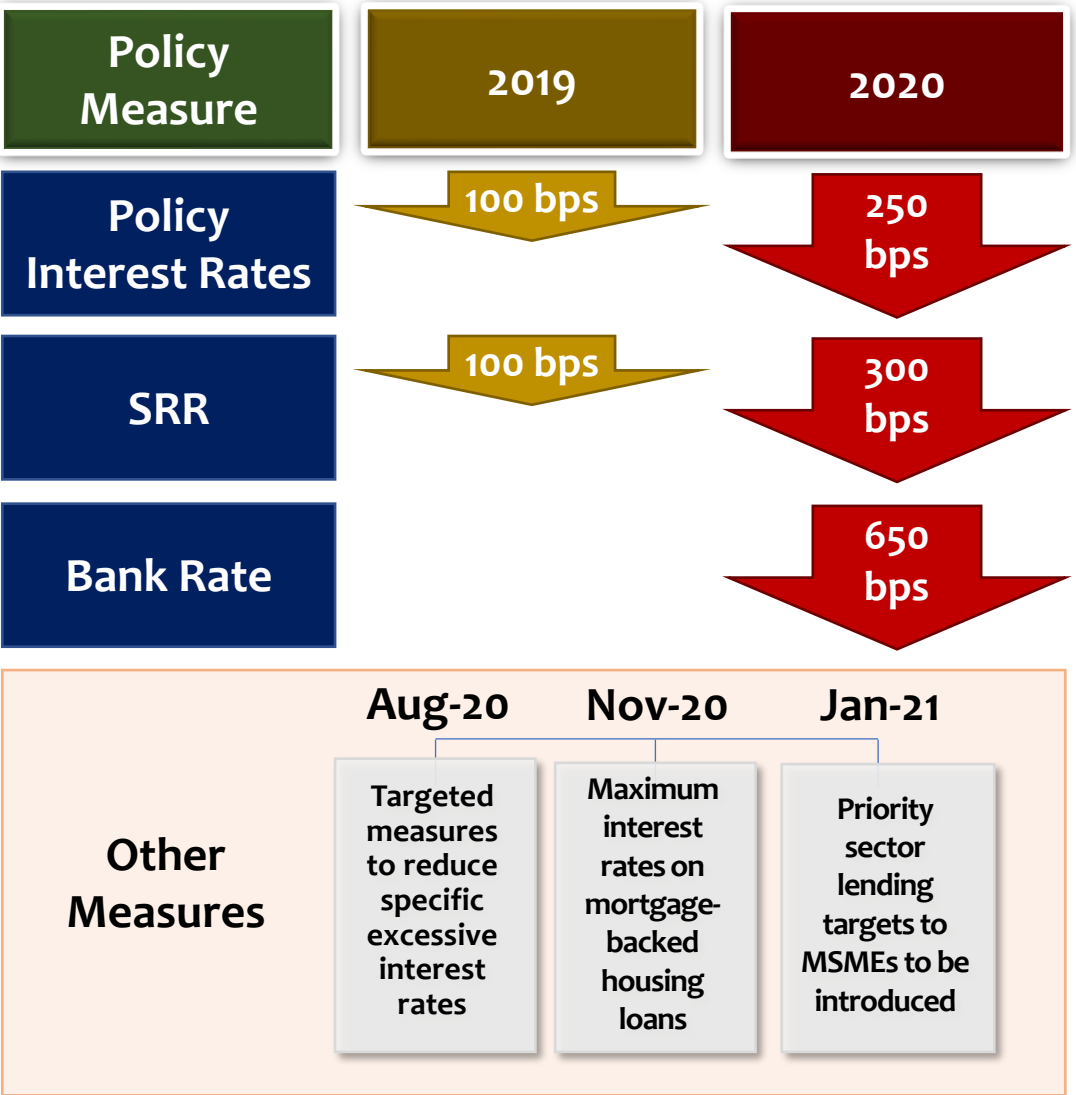 Policy
Measure
2019
2020
Policy
Interest Rates
100 bps
250
bps
SRR
100 bps
300
bps
Bank Rate
650
bps
Other
Measures
Aug-20
Nov-20
Jan-21
Targeted
measures
to reduce
specific
excessive
interest
rates
Maximum
interest
rates on
mortgage-
backed
housing
loans
Priority
sector
lending
targets to
MSMEs to be
introduced